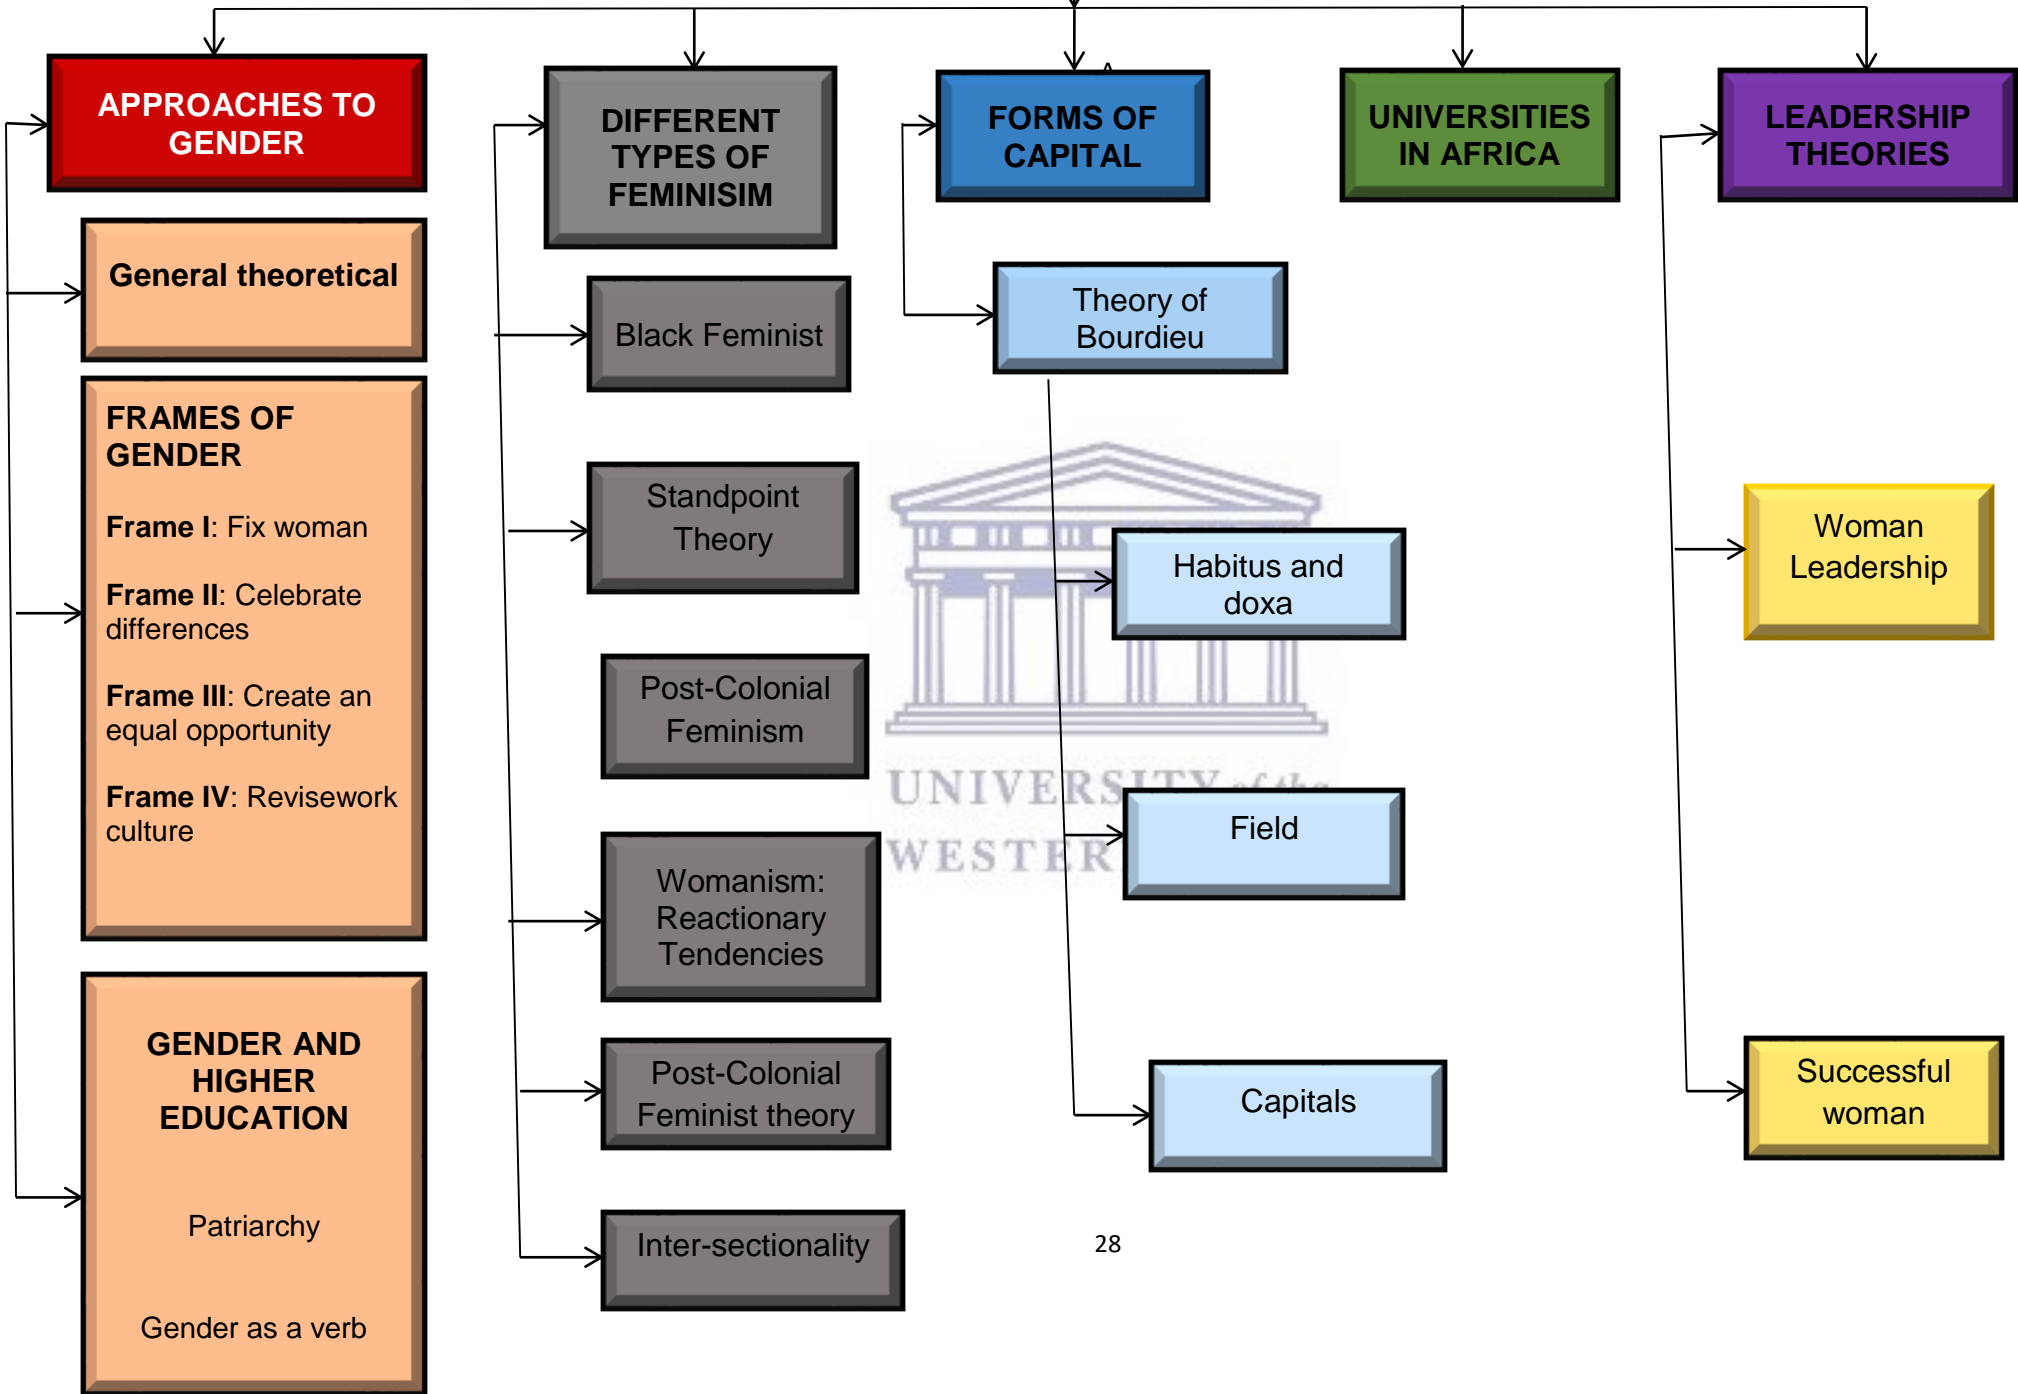 APPROACHES TO
GENDER
General theoretical
FRAMES OF
GENDER
Frame I: Fix woman
Frame II: Celebrate
differences
Frame III: Create an
equal opportunity
Frame IV: Revisework
culture
GENDER AND
HIGHER
EDUCATION
Patriarchy
Gender as a verb
DIFFERENT
TYPES OF
FEMINISIM
Black Feminist
Standpoint
Theory
Post-Colonial
Feminism
Womanism:
Reactionary
Tendencies
Post-Colonial
Feminist theory
Inter-sectionality
FORMS OF
CAPITAL
Theory of
Bourdieu
Habitus and
doxa
Field
Capitals
UNIVERSITIES
IN AFRICA
LEADERSHIP
THEORIES
Woman
Leadership
Successful
woman
UNIVERSITY of the
WESTER
28